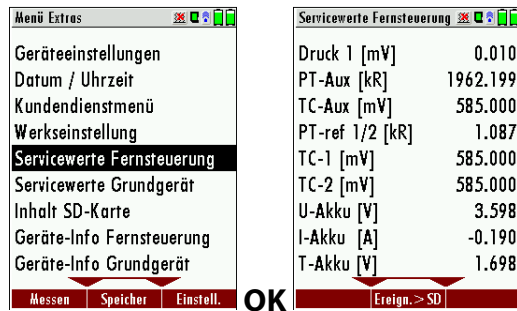 Menü Extras
Geräteeinstellungen
Datum / Uhrzeit
Kundendienstmenü
Werkseinstellung
Servicewerte Fernsteuerung
Servicewerte Grundgerät
Inhalt SD-Karte
Geräte-Info Fernsteuerung
Geräte-Info Grundgerät
Messen Speicher Einstell.
OK
Servicewerte Fernsteuerung
Druck 1 [mV] 0.010
PT-Aux [kR] 1962.199
TC-Aux [mV] 585.000
PT-ref 1/2 [kR] 1.087
TC-1 [mV] 585.000
TC-2 [mV] 585.000
U-Akku [V] 3.598
I-Akku [A] -0.190
T-Akku [V] 1.698
Ereign.> SD